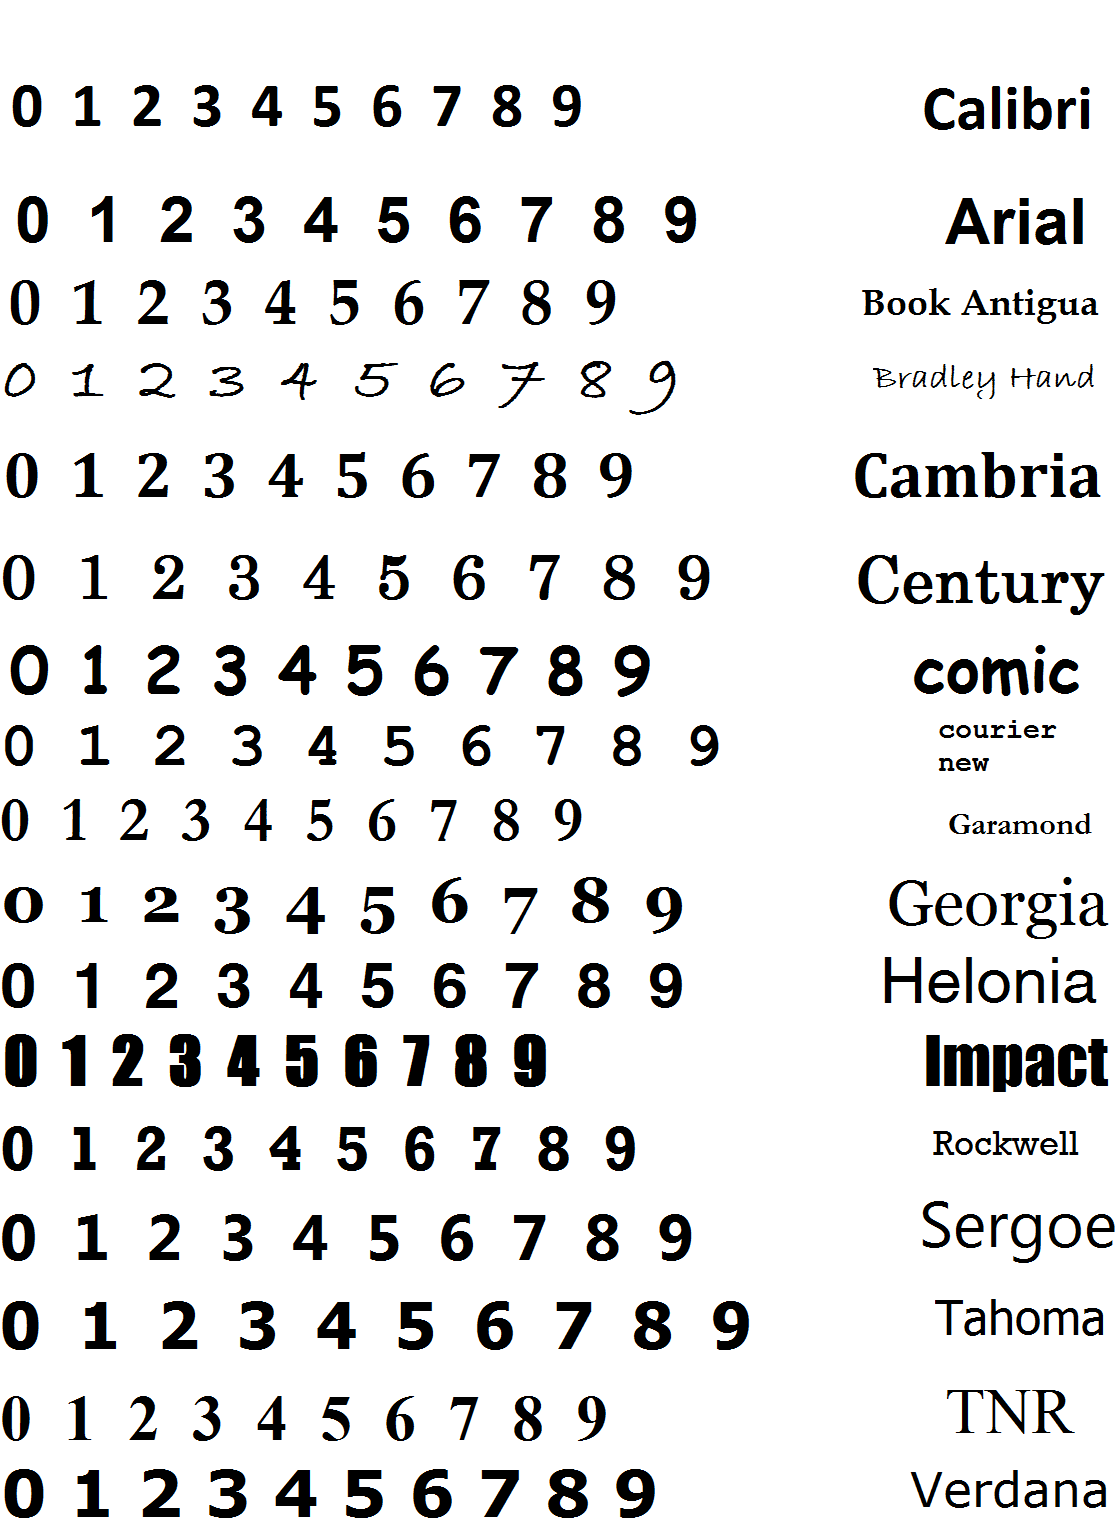 0 1 2 3 4 5 6 7 8 9 Calibri
0 1 2 3 4 5 6 7 8 9 Arial
0 1 2 3 4 5 6 7 8 9 Book Antigua
0 1 2 3 4 5 6 7 8 9 Bradley Hand
0 1 2 3 4 5 6 7 8 9 Cambria
0 1 2 3 4 5 6 7 8 9 Century
0 1 2 3 4 5 6 7 8 9 comic
0 1 2 3 4 5 6 7 8 9 courier
new
0 1 2 3 4 5 6 7 8 9 Garamond
0 1 2 3 4 5 6 7 8 9 Georgia
0 1 2 3 4 5 6 7 8 9 Helonia
0 1 2 3 4 5 6 7 8 9 Impact
0 1 2 3 4 5 6 7 8 9 Rockwell
0 1 2 3 4 5 6 7 8 9 Sergoe
0 1 2 3 4 5 6 7 8 9 Tahoma
0 1 2 3 4 5 6 7 8 9 TNR
0 1 2 3 4 5 6 7 8 9 Verdana